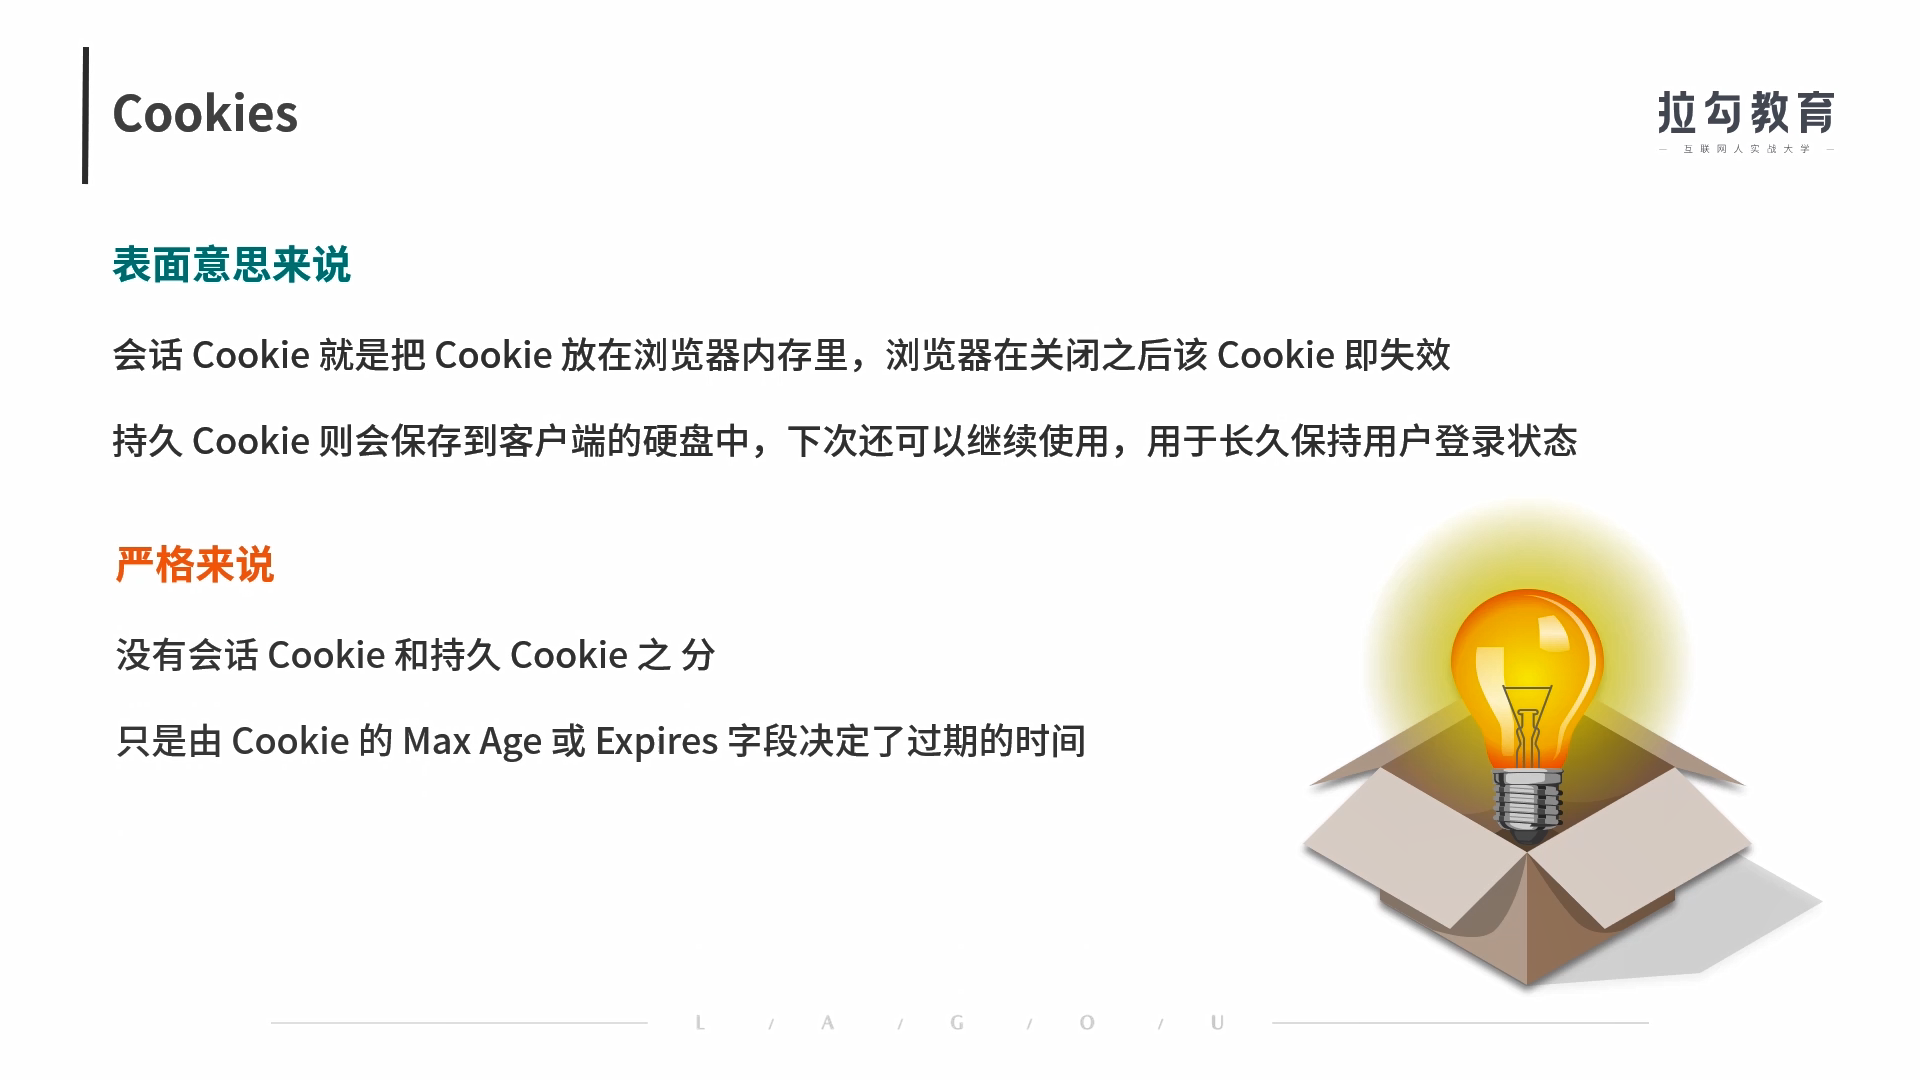 Cookies
拉勾教育
— 互联网人实战大学 —
表面意思来说
会话 Cookie 就是把 Cookie 放在浏览器内存里，浏览器在关闭之后该 Cookie 即失效
持久 Cookie 则会保存到客户端的硬盘中，下次还可以继续使用，用于长久保持用户登录状态
严格来说
没有会话 Cookie 和持久 Cookie 之 分
只是由 Cookie 的 Max Age 或 Expires 字段决定了过期的时间
L / A / G / O / U